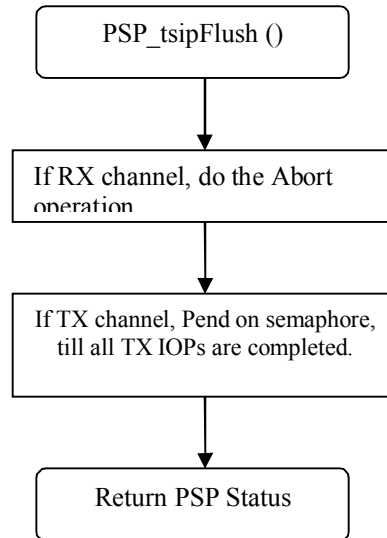 PSP_tsipFlush ()
If RX channel, do the Abort
operation
If TX channel, Pend on semaphore,
till all TX IOPs are completed.
Return PSP Status